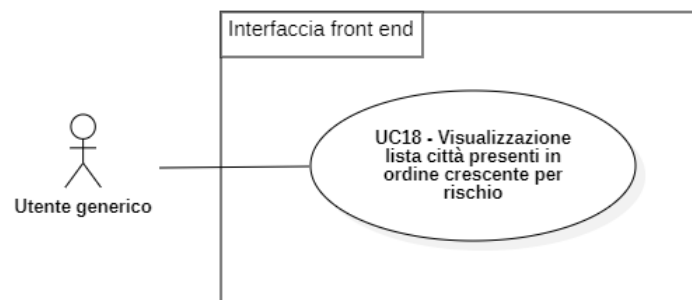 Interfaccia front end
UC18 - Visualizzazione
lista città presenti in
ordine crescente per
rischio
Utente generico